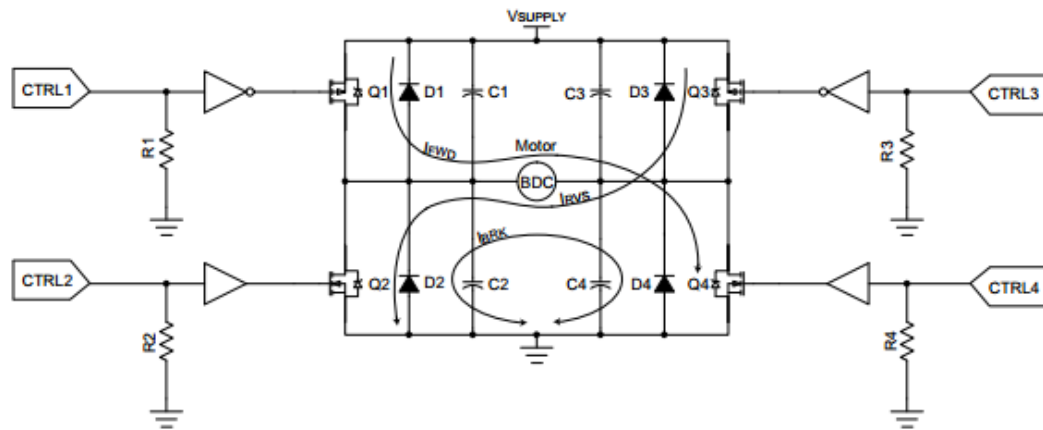 VSUPPLY
CTRL1
Q1
D1
C1
C3
D3
Q3
CTRL3
R1
IFWD
Motor
R3
BDC
IRVS
IBRK
CTRL2
Q2
D2
C2
C4
D4
Q4
CTRL4
R2
R4